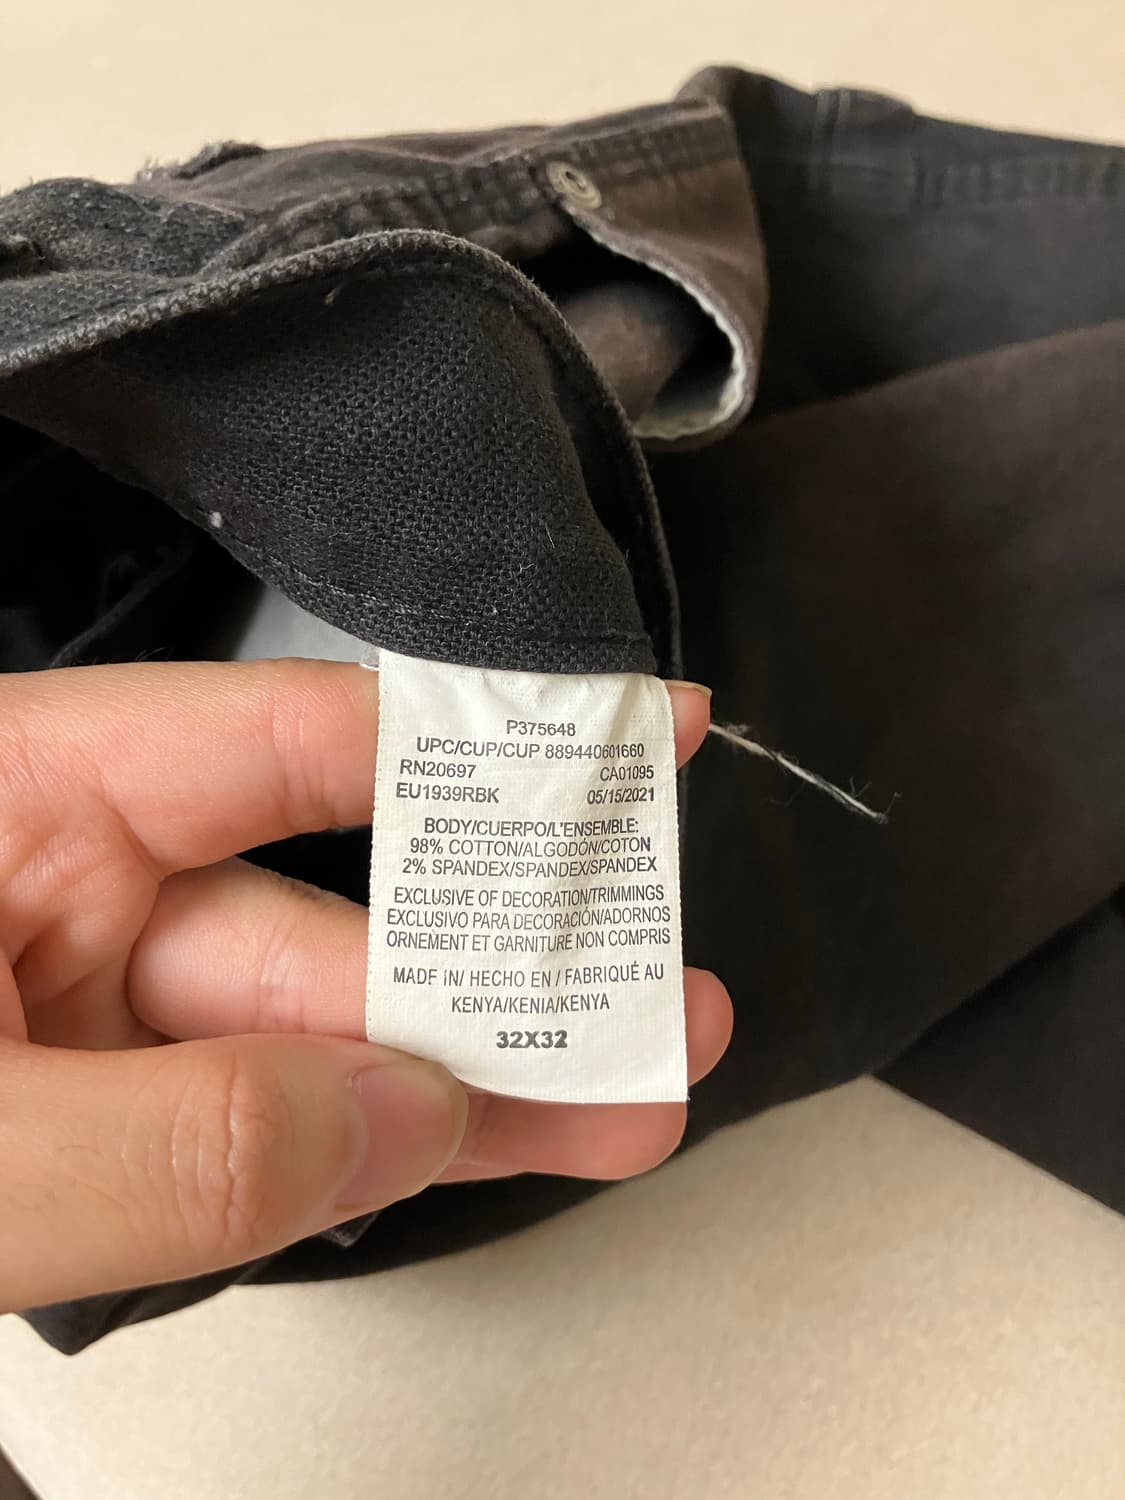 P375648
UPC/CUP/CUP 889440601660
RN20697 CA01095
EU1939RBK 05/15/2021
BODY/CUERPO/L'ENSEMBLE:
98% COTTON/ALGODÓN/COTON
2% SPANDEX/SPANDEX/SPANDEX
EXCLUSIVE OF DECORATION/TRIMMINGS
EXCLUSIVO PARA DECORACIÓN/ADORNOS
ORNEMENT ET GARNITURE NON COMPRIS
MADE IN/ HECHO EN / FABRIQUÉ AU
KENYA/KENIA/KENYA
32X32